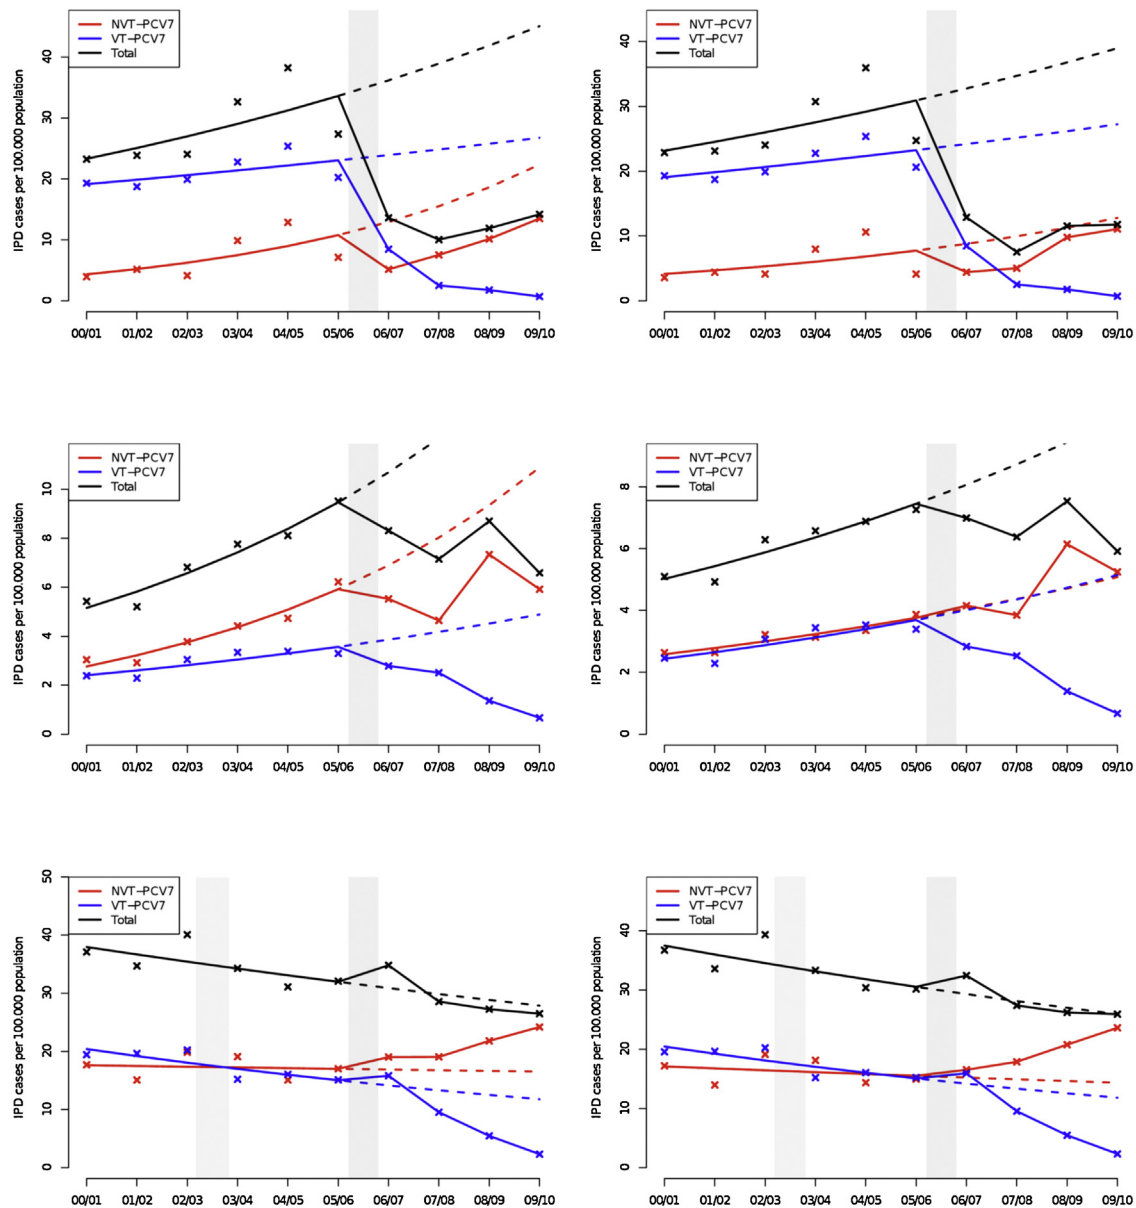 NVT−PCV7
VT−PCV7
Total
IPD cases per 100.000 population
0 10 20 30 40
00/01 01/02 02/03 03/04 04/05 05/06 06/07 07/08 08/09 09/10
NVT−PCV7
VT−PCV7
Total
IPD cases per 100.000 population
0 10 20 30 40
00/01 01/02 02/03 03/04 04/05 05/06 06/07 07/08 08/09 09/10
NVT−PCV7
VT−PCV7
Total
IPD cases per 100.000 population
0 2 4 6 8 10
00/01 01/02 02/03 03/04 04/05 05/06 06/07 07/08 08/09 09/10
NVT−PCV7
VT−PCV7
Total
IPD cases per 100.000 population
0 2 4 6 8
00/01 01/02 02/03 03/04 04/05 05/06 06/07 07/08 08/09 09/10
NVT−PCV7
VT−PCV7
Total
IPD cases per 100.000 population
0 10 20 30 40 50
00/01 01/02 02/03 03/04 04/05 05/06 06/07 07/08 08/09 09/10
NVT−PCV7
VT−PCV7
Total
IPD cases per 100.000 population
0 10 20 30 40
00/01 01/02 02/03 03/04 04/05 05/06 06/07 07/08 08/09 09/10